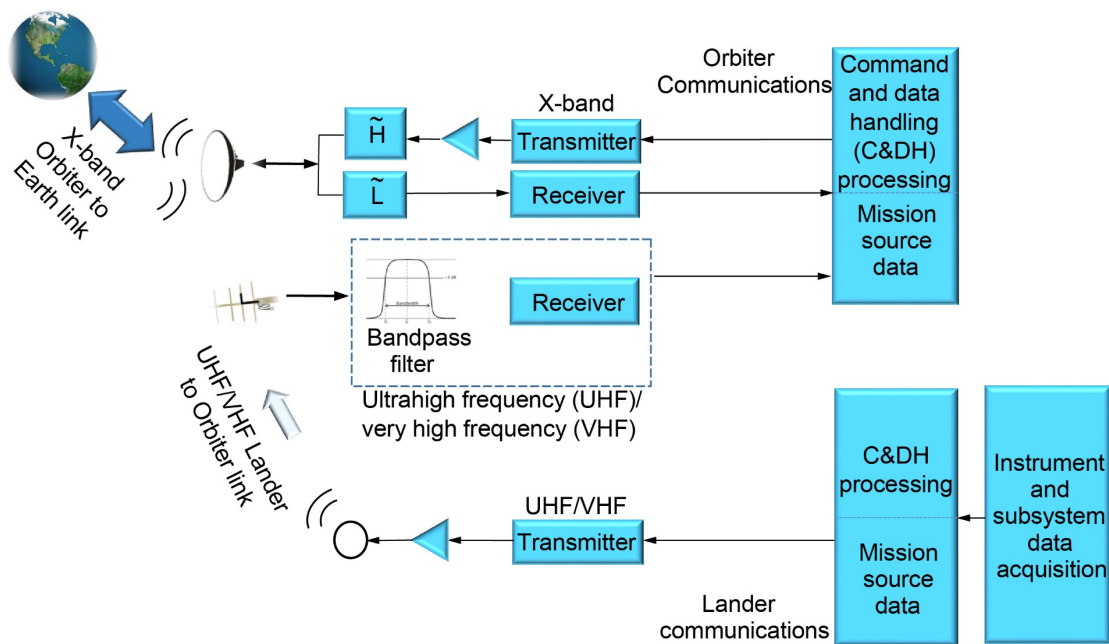 Orbiter
Communications
Command
and data
handling
(C&DH)
processing
Mission
source
data
X-band
Transmitter
H̃
L̃
Receiver
X-band
Orbiter to
Earth link
Bandwidth
Bandpass
filter
Receiver
Ultrahigh frequency (UHF)/
very high frequency (VHF)
UHF/VHF Lander
to Orbiter link
UHF/VHF
Transmitter
C&DH
processing
Mission
source
data
Instrument
and
subsystem
data
acquisition
Lander
communications